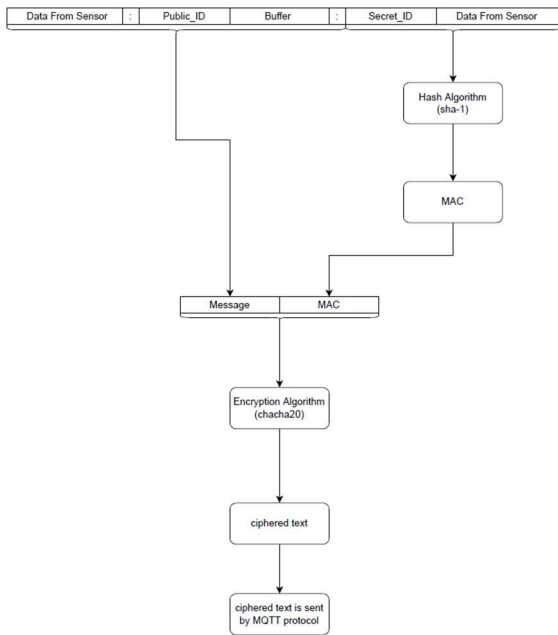 Data From Sensor : Public_ID Buffer : Secret_ID Data From Sensor
Hash Algorithm
(sha-1)
MAC
Message MAC
Encryption Algorithm
(chacha20)
ciphered text
ciphered text is sent
by MQTT protocol